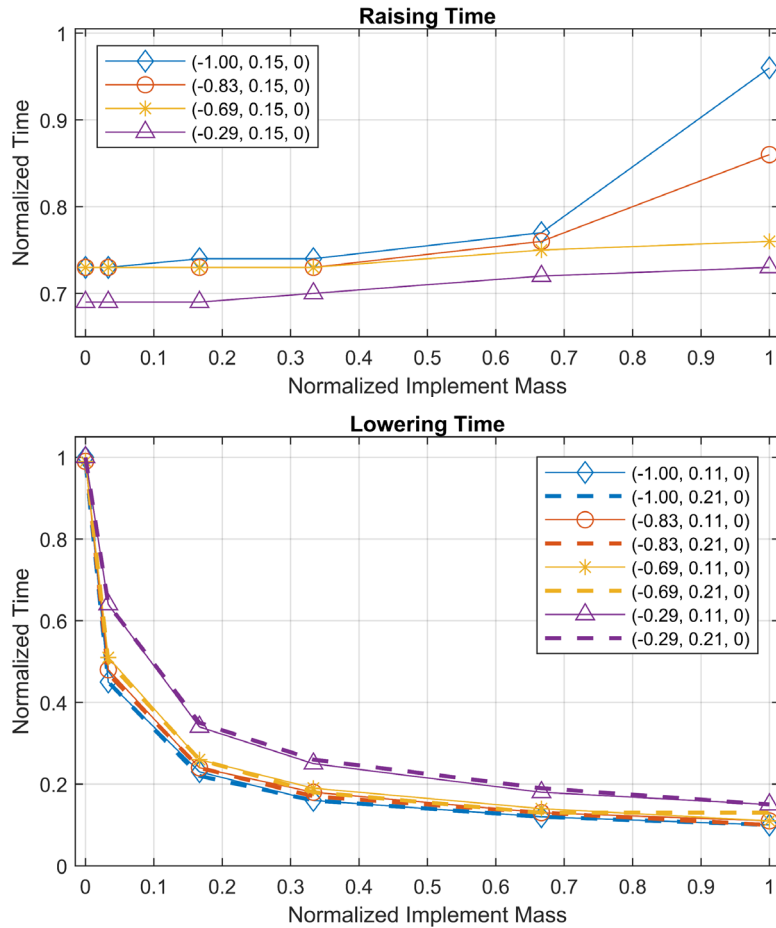 Raising Time
1
0.9
0.8
0.7
Normalized Time
(-1.00, 0.15, 0)
(-0.83, 0.15, 0)
(-0.69, 0.15, 0)
(-0.29, 0.15, 0)
0 0.1 0.2 0.3 0.4 0.5 0.6 0.7 0.8 0.9 1
Normalized Implement Mass
Lowering Time
1
0.8
0.6
0.4
0.2
0
Normalized Time
(-1.00, 0.11, 0)
(-1.00, 0.21, 0)
(-0.83, 0.11, 0)
(-0.83, 0.21, 0)
(-0.69, 0.11, 0)
(-0.69, 0.21, 0)
(-0.29, 0.11, 0)
(-0.29, 0.21, 0)
0 0.1 0.2 0.3 0.4 0.5 0.6 0.7 0.8 0.9 1
Normalized Implement Mass